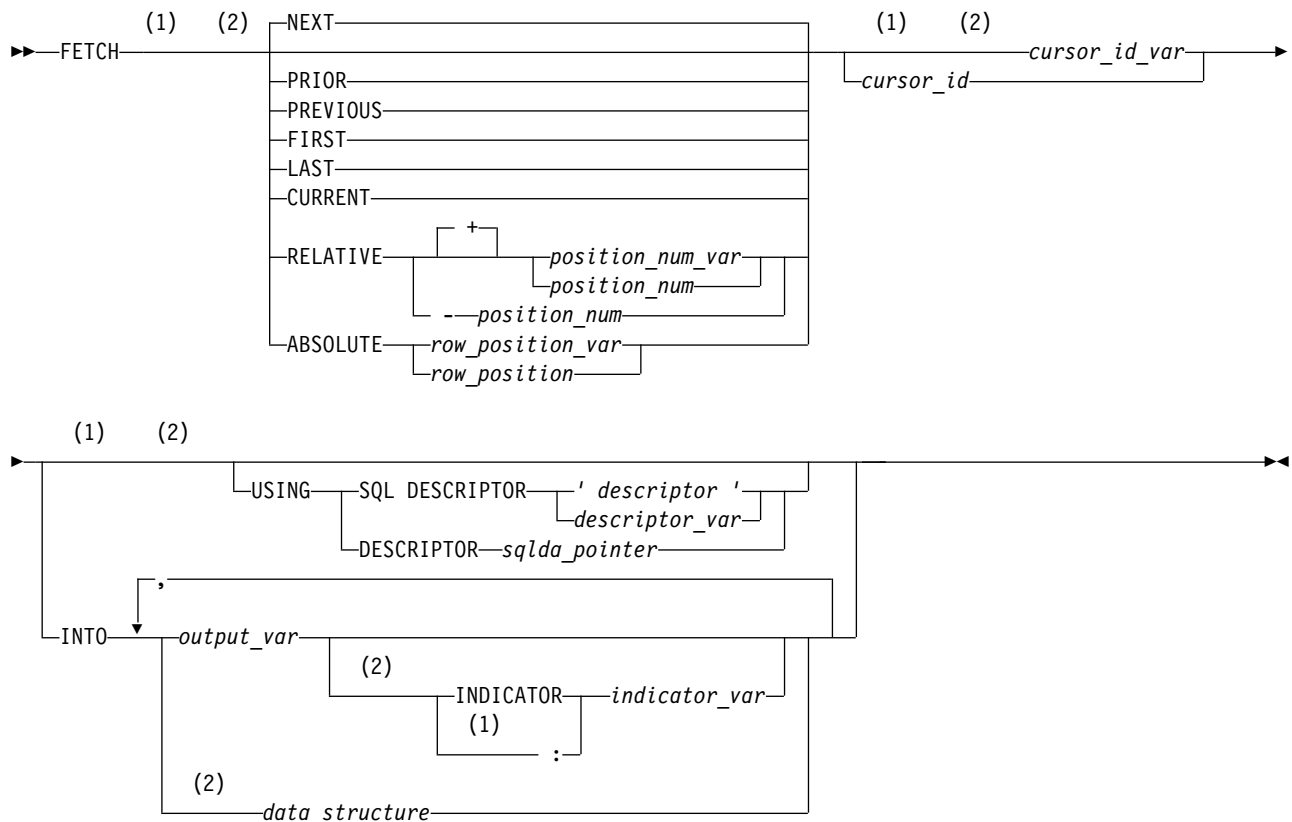 (1) (2) NEXT (1) (2)
FETCH cursor_id_var
PRIOR cursor_id
PREVIOUS
FIRST
LAST
CURRENT
+
RELATIVE position_num_var
position_num
- position_num
ABSOLUTE row_position_var
row_position
(1) (2)
USING SQL DESCRIPTOR ' descriptor '
descriptor_var
DESCRIPTOR sqlda_pointer
,
INTO output_var
(2)
INDICATOR indicator_var
(1)
:
(2)
data structure